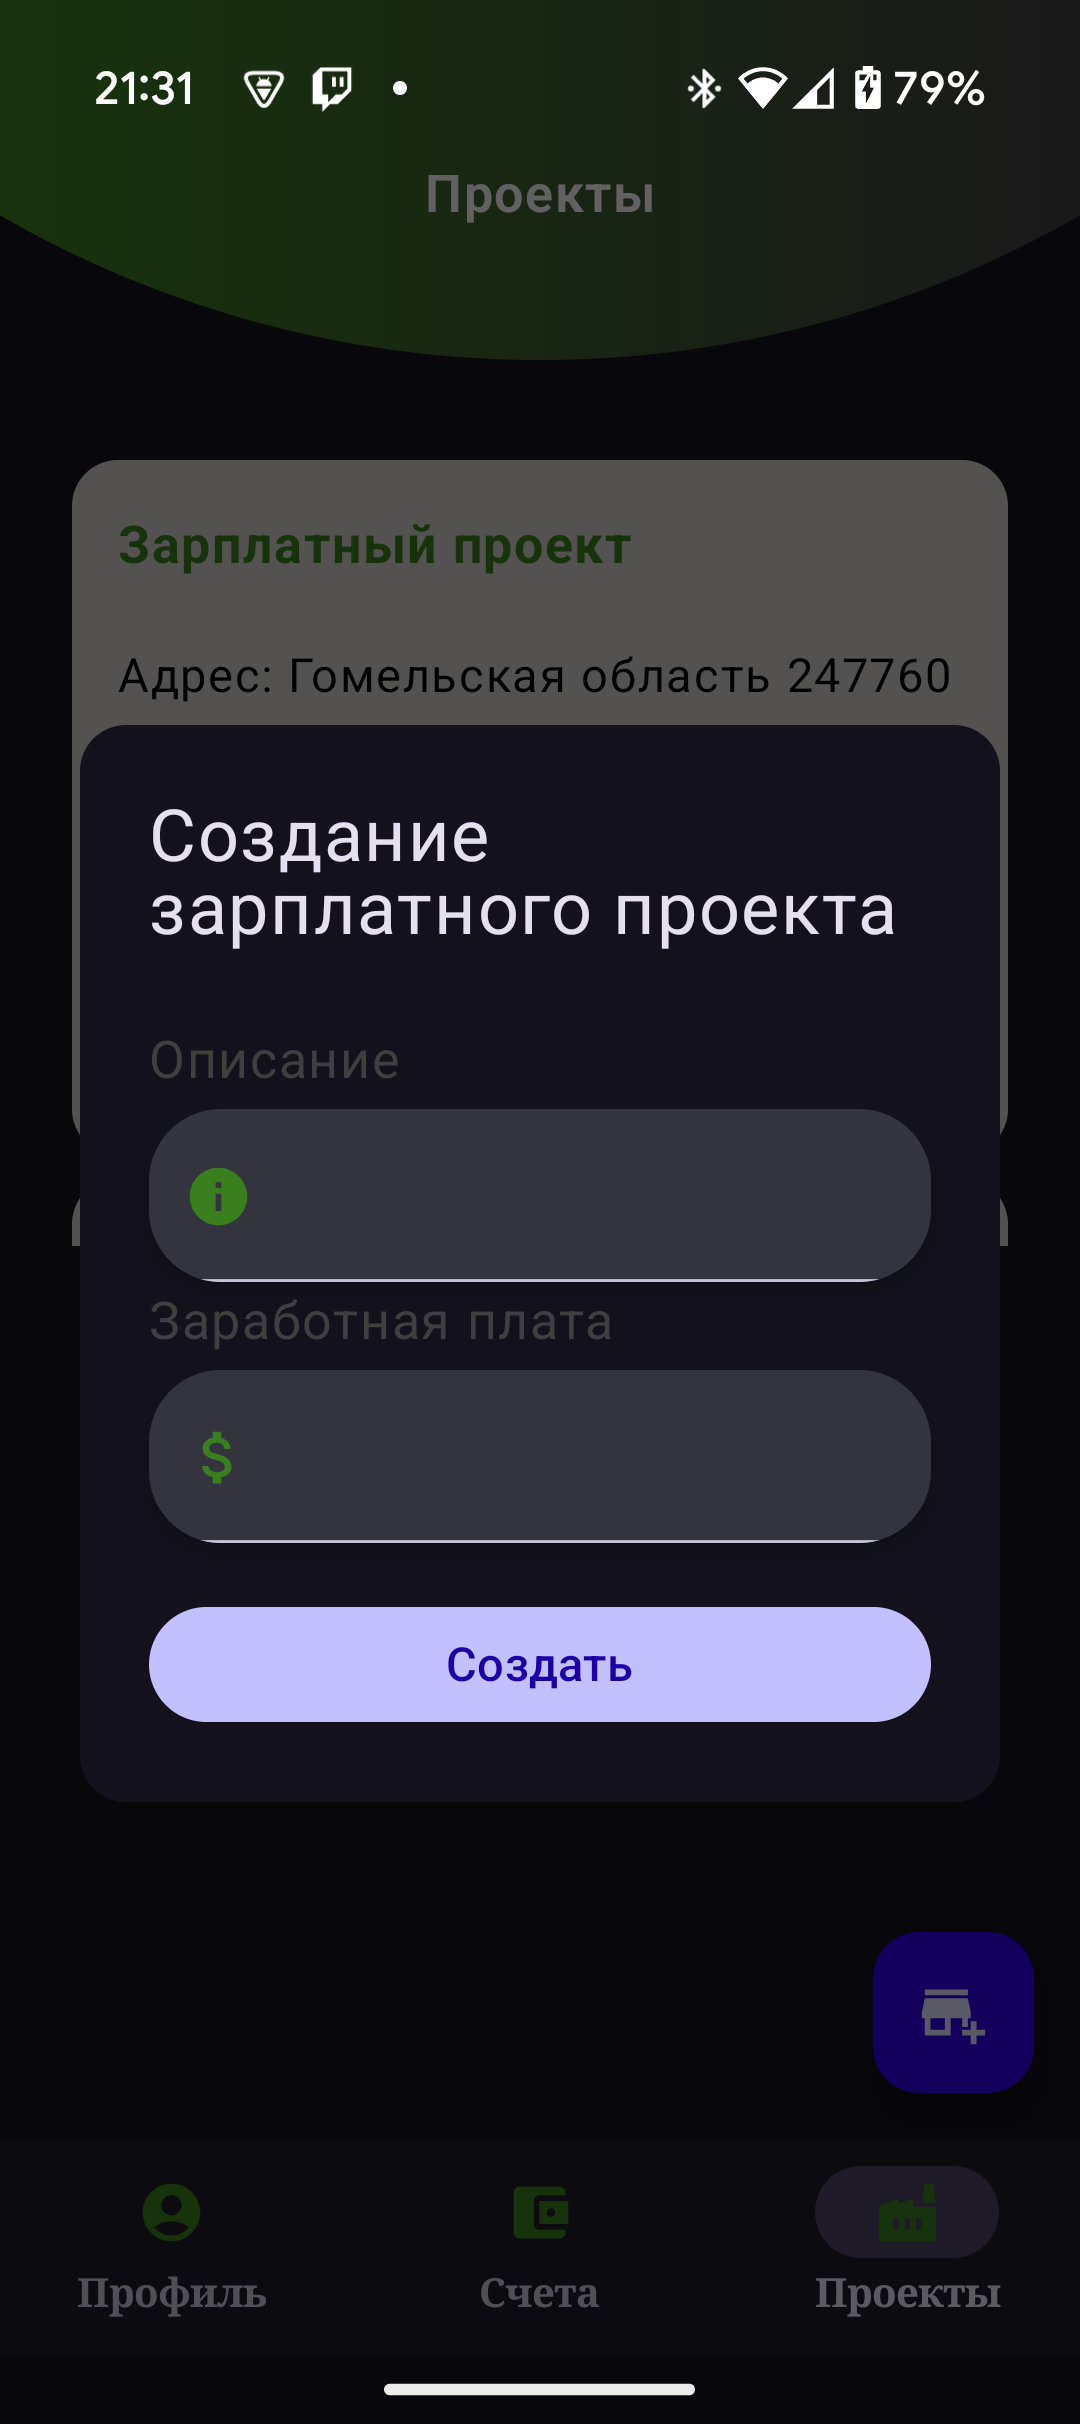 21:31
79%
Проекты
Зарплатный проект
Адрес: Гомельская область 247760
Создание
зарплатного проекта
Описание
Заработная плата
$
Создать
Профиль
Счета
Проекты